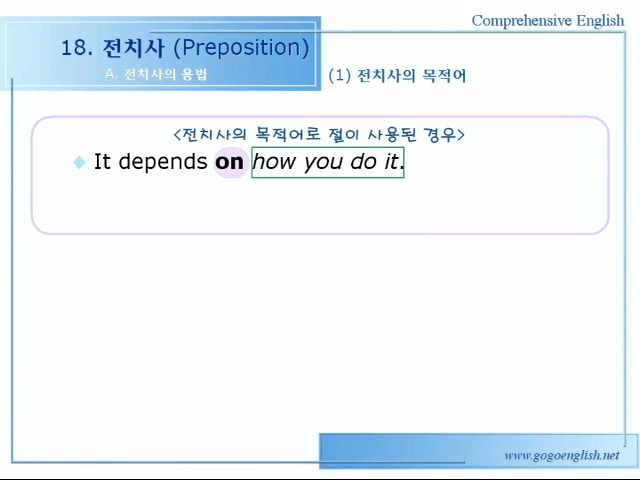 Comprehensive English
18. 전치사 (Preposition)
A. 전치사의 용법
(1) 전치사의 목적어
<전치사의 목적어로 절이 사용된 경우>
It depends on how you do it.
www.gogoenglish.net